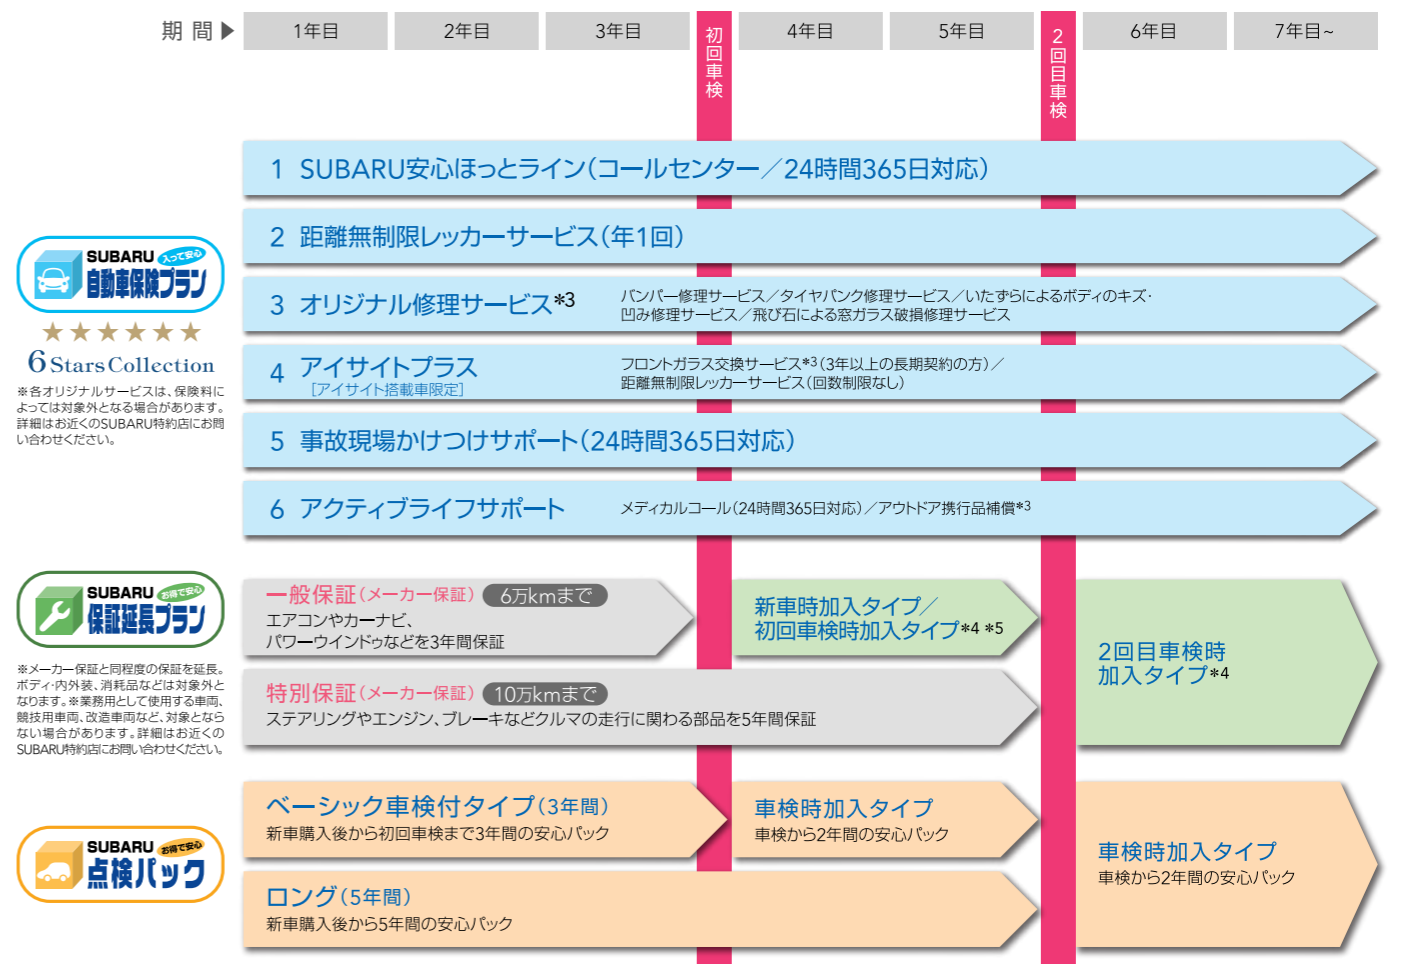 期 間▶ 1年目 2年目 3年目 初回車検 4年目 5年目 2回目車検 6年目 7年目~
1 SUBARU安心ほっとライン（コールセンター／24時間365日対応）
2 距離無制限レッカーサービス（年1回）
3 オリジナル修理サービス*3
バンパー修理サービス／タイヤパンク修理サービス／いたずらによるボディのキズ・
凹み修理サービス／飛び石による窓ガラス破損修理サービス
4 アイサイトプラス
［アイサイト搭載車限定］
フロントガラス交換サービス*3（3年以上の長期契約の方）／
距離無制限レッカーサービス（回数制限なし）
5 事故現場かけつけサポート（24時間365日対応）
6 アクティブライフサポート
メディカルコール（24時間365日対応）／アウトドア携行品補償*3
SUBARU 入って安心
自動車保険プラン
★★★★★★
6 Stars Collection
※各オリジナルサービスは、保険料に
よっては対象外となる場合があります。
詳細はお近くのSUBARU特約店にお問
い合わせください。
SUBARU お得で安心
保証延長プラン
※メーカー保証と同程度の保証を延長。
ボディ・内外装、消耗品などは対象外と
なります。※業務用として使用する車両、
競技用車両、改造車両など、対象となら
ない場合があります。詳細はお近くの
SUBARU特約店にお問い合わせください。
一般保証（メーカー保証） 6万kmまで
エアコンやカーナビ、
パワーウインドゥなどを3年間保証
新車時加入タイプ／
初回車検時加入タイプ*4 *5
特別保証（メーカー保証） 10万kmまで
ステアリングやエンジン、ブレーキなどクルマの走行に関わる部品を5年間保証
2回目車検時
加入タイプ*4
SUBARU お得で安心
点検パック
ベーシック車検付タイプ（3年間）
新車購入後から初回車検まで3年間の安心パック
車検時加入タイプ
車検から2年間の安心パック
ロング（5年間）
新車購入後から5年間の安心パック
車検時加入タイプ
車検から2年間の安心パック